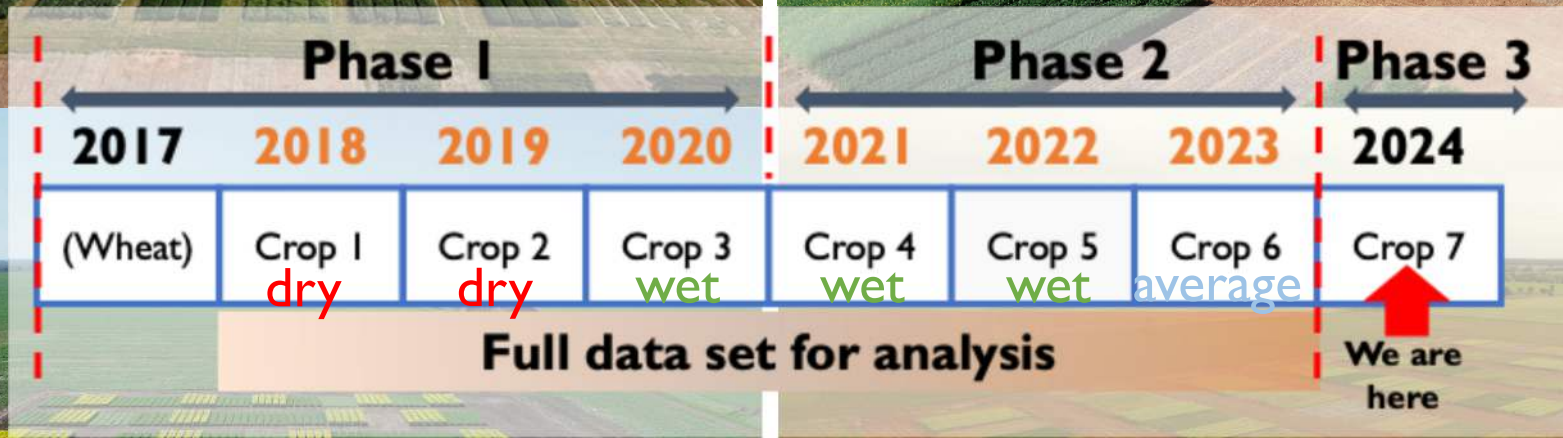 Phase 1 Phase 2 Phase 3
2017 2018 2019 2020 2021 2022 2023 2024
(Wheat) Crop 1 Crop 2 Crop 3 Crop 4 Crop 5 Crop 6 Crop 7
dry dry wet wet wet average
Full data set for analysis
We are
here